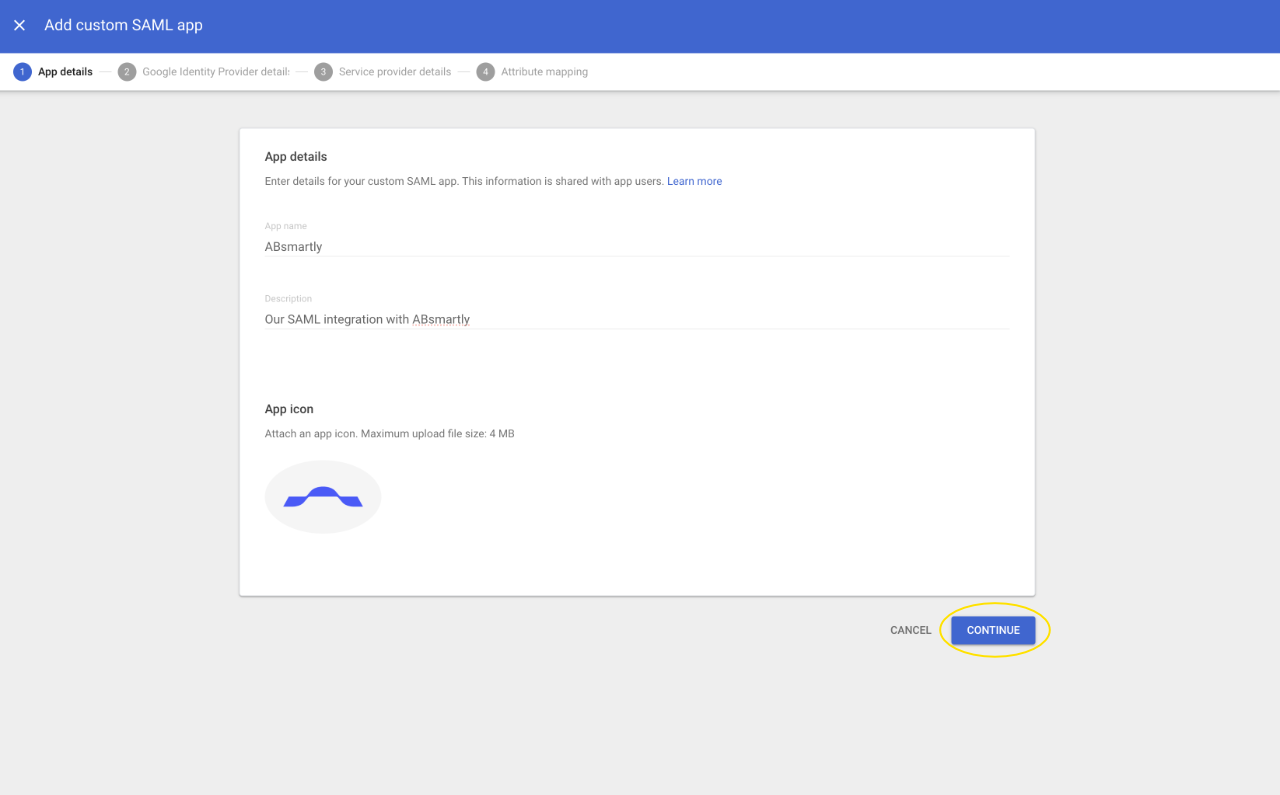 Add custom SAML app
1 App details 2 Google Identity Provider details 3 Service provider details 4 Attribute mapping
App details
Enter details for your custom SAML app. This information is shared with app users. Learn more
App name
ABsmartly
Description
Our SAML integration with ABsmartly
App icon
Attach an app icon. Maximum upload file size: 4 MB
CANCEL CONTINUE